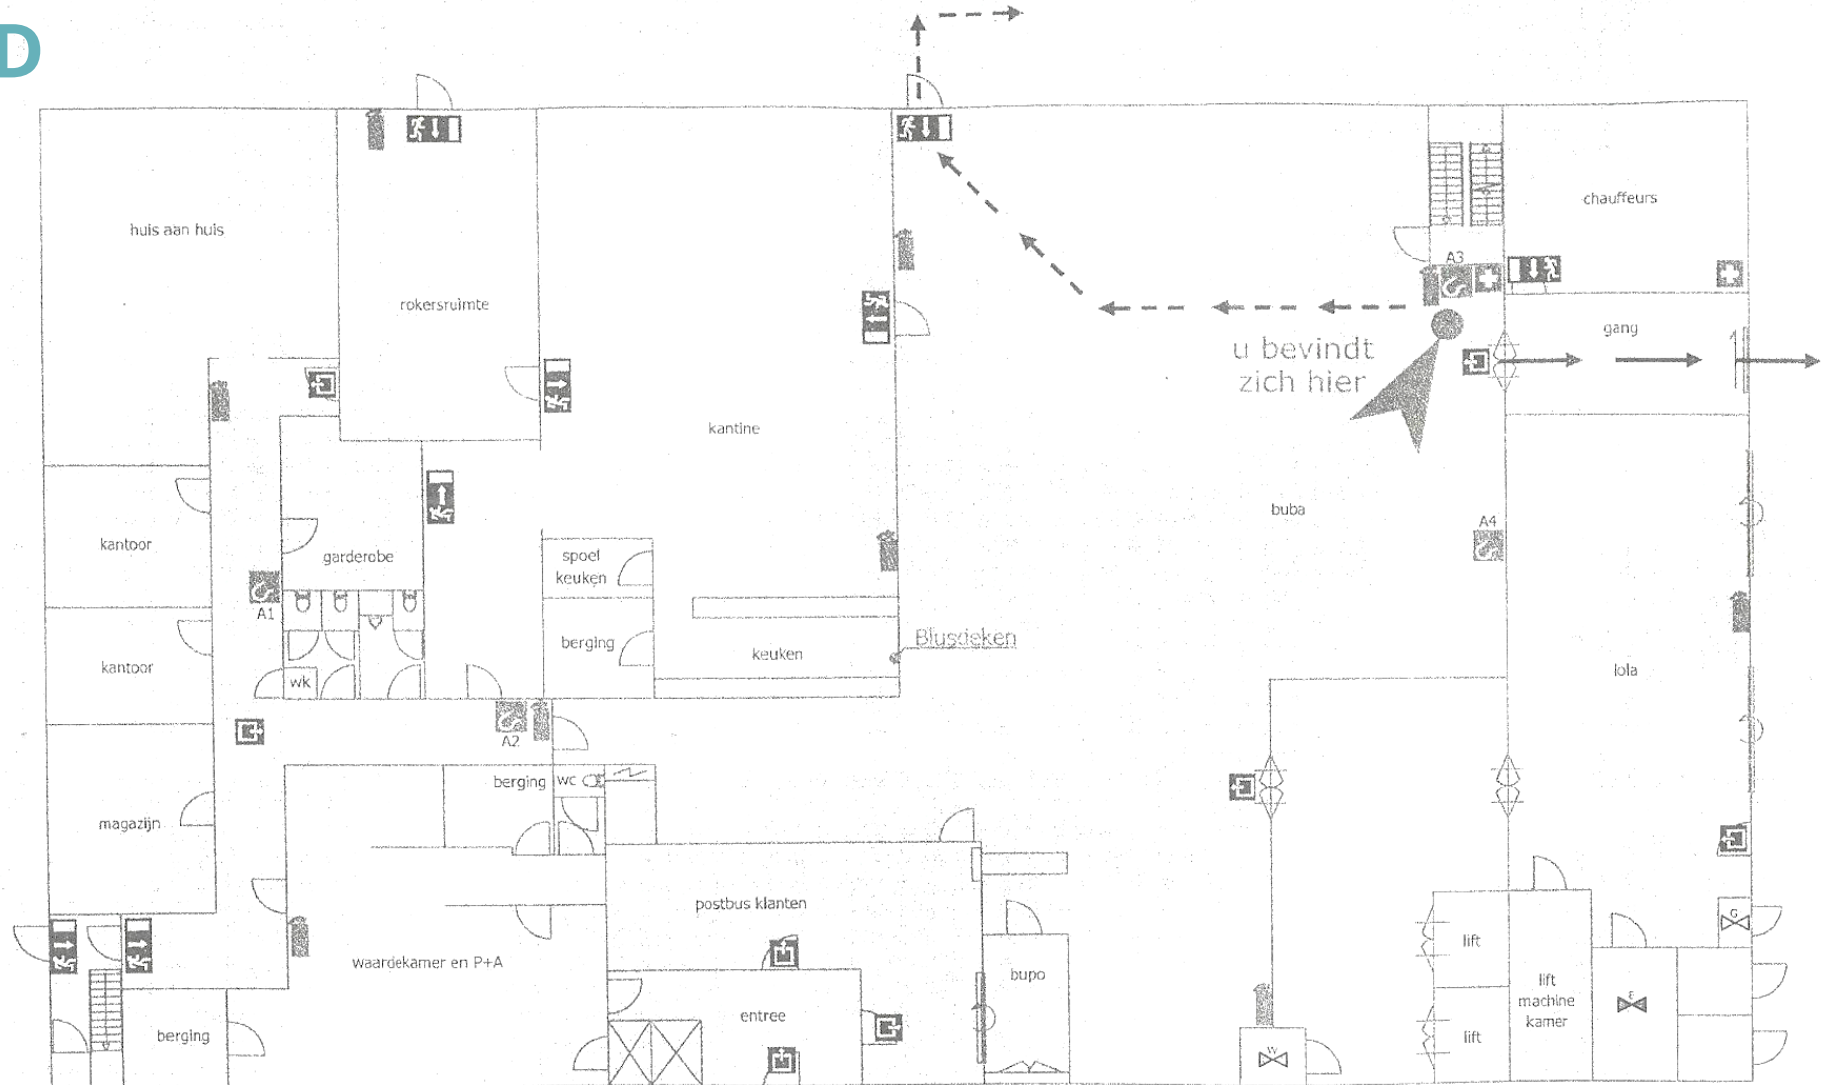 D
huis aan huis
rokersruimte
chauffeurs
A3
gang
u bevindt
zich hier
kantine
buba
A4
kantoor
garderobe
spoel
keuken
A1
berging
keuken
Blusdeken
kantoor
wk
lola
A2
berging
wc
magazijn
postbus klanten
G
waardekamer en P+A
bupo
lift
lift
machine
kamer
E
entree
berging
lift
W